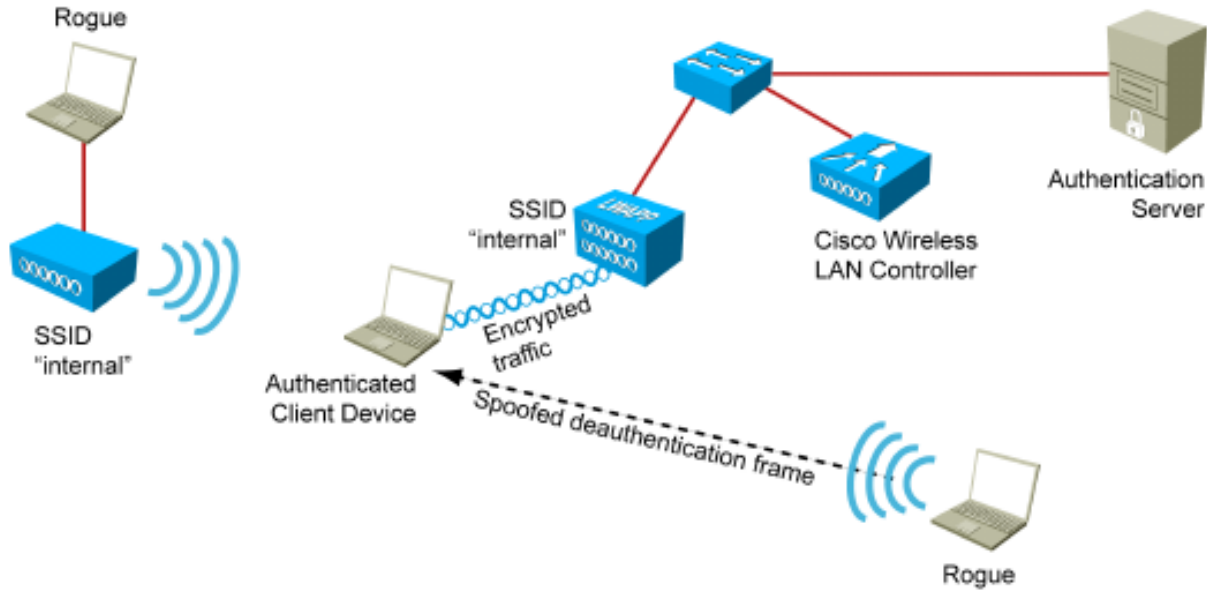 Rogue
SSID
“internal”
LWAPP
SSID
“internal”
Cisco Wireless
LAN Controller
Authentication
Server
Encrypted
traffic
Authenticated
Client Device
Spoofed deauthentication frame
Rogue